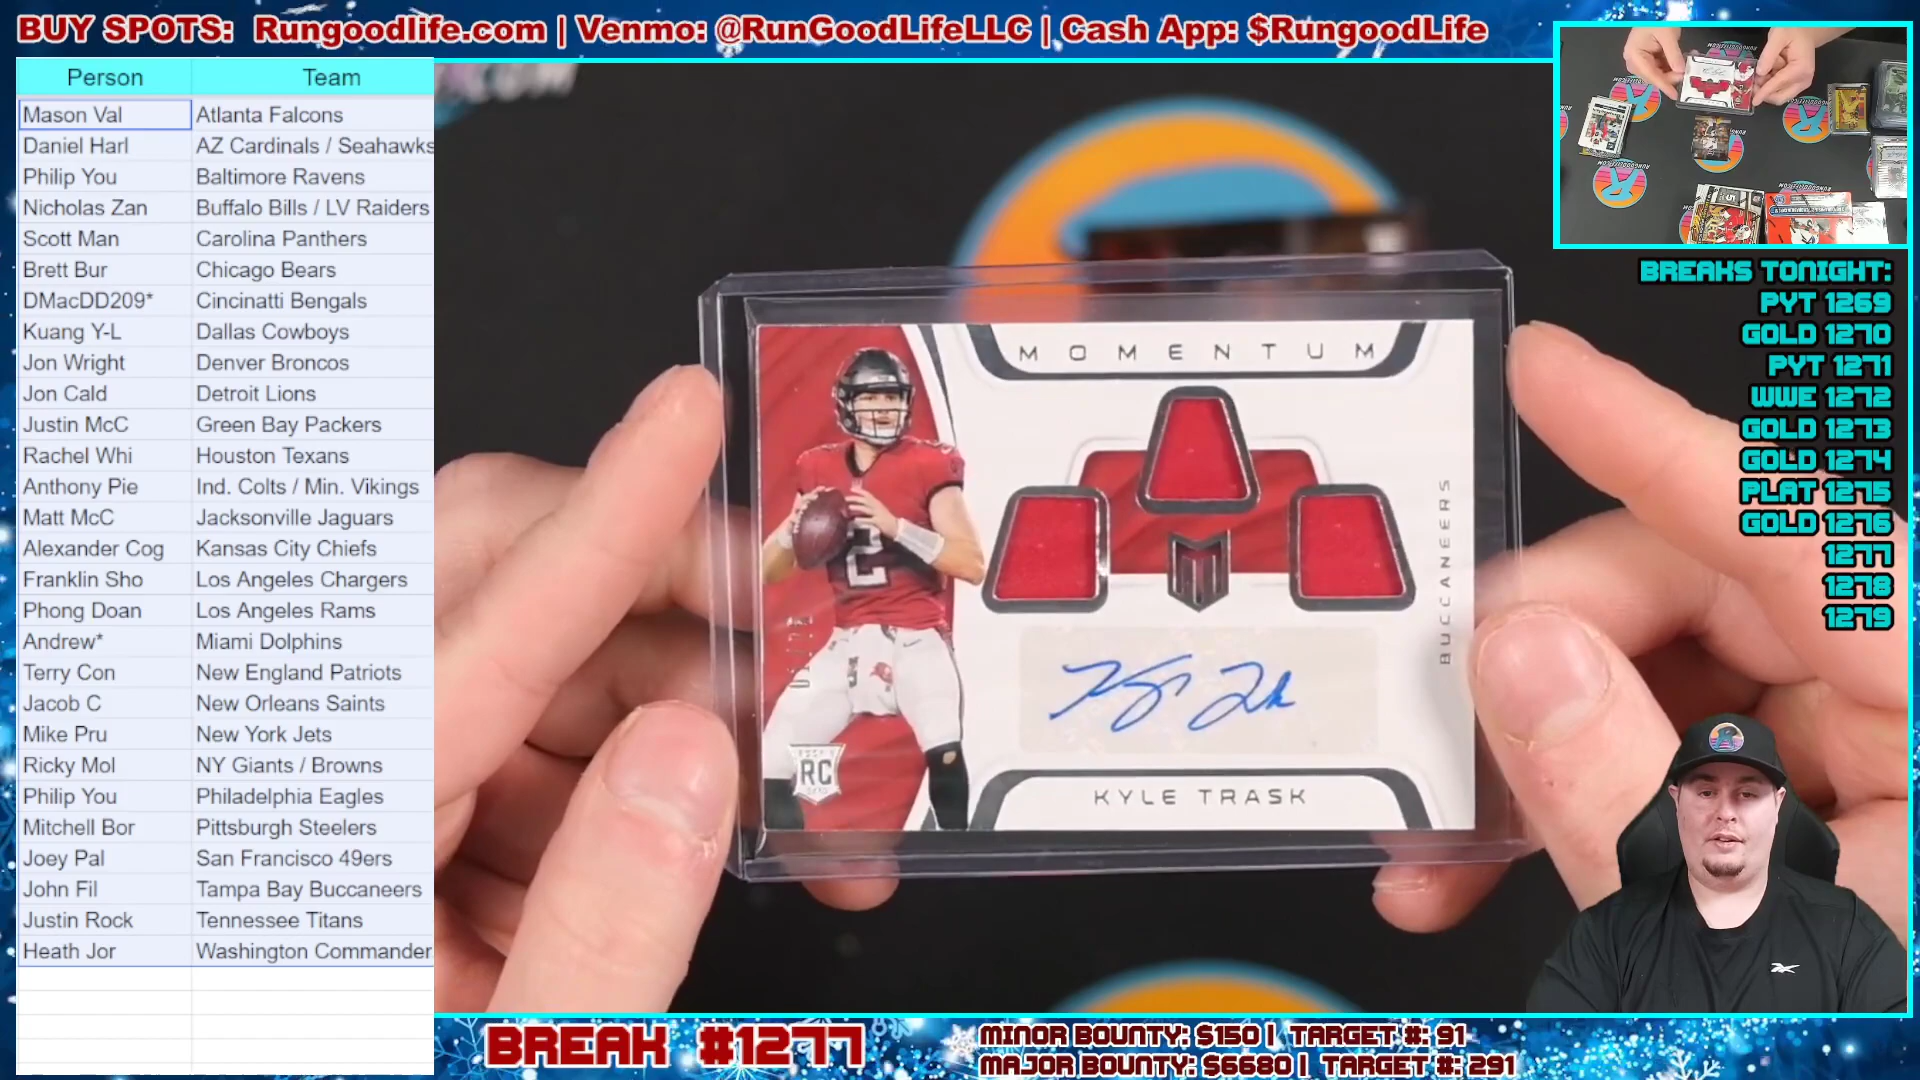 BUY SPOTS: Rungoodlife.com | Venmo: @RunGoodLifeLLC | Cash App: $RungoodLife
Person Team
Mason Val Atlanta Falcons
Daniel Harl AZ Cardinals / Seahawks
Philip You Baltimore Ravens
Nicholas Zan Buffalo Bills / LV Raiders
Scott Man Carolina Panthers
Brett Bur Chicago Bears
DMacDD209* Cincinatti Bengals
Kuang Y-L Dallas Cowboys
Jon Wright Denver Broncos
Jon Cald Detroit Lions
Justin McC Green Bay Packers
Rachel Whi Houston Texans
Anthony Pie Ind. Colts / Min. Vikings
Matt McC Jacksonville Jaguars
Alexander Cog Kansas City Chiefs
Franklin Sho Los Angeles Chargers
Phong Doan Los Angeles Rams
Andrew* Miami Dolphins
Terry Con New England Patriots
Jacob C New Orleans Saints
Mike Pru New York Jets
Ricky Mol NY Giants / Browns
Philip You Philadelphia Eagles
Mitchell Bor Pittsburgh Steelers
Joey Pal San Francisco 49ers
John Fil Tampa Bay Buccaneers
Justin Rock Tennessee Titans
Heath Jor Washington Commander
MOMENTUM
BUCCANEERS
2
RC
KYLE TRASK
BREAKS TONIGHT:
PYT 1269
GOLD 1270
PYT 1271
WWE 1272
GOLD 1273
GOLD 1274
PLAT 1275
GOLD 1276
1277
1278
1279
BREAK #1277
MINOR BOUNTY: $150 | TARGET #: 91
MAJOR BOUNTY: $6680 | TARGET #: 291